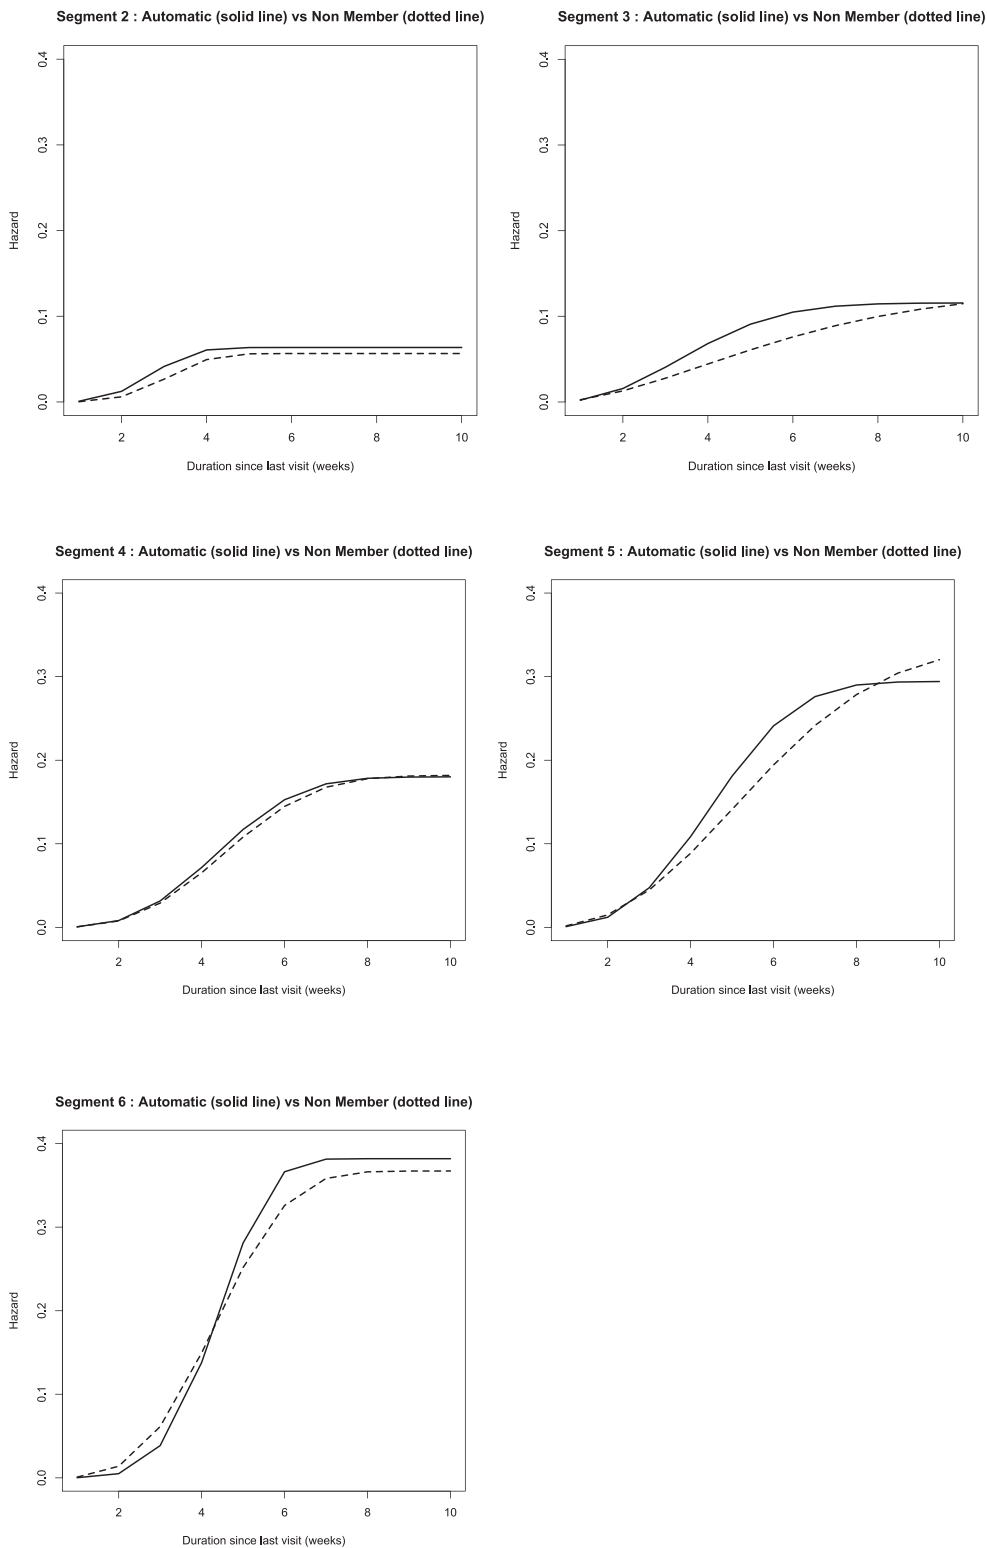 Segment 2 : Automatic (solid line) vs Non Member (dotted line)
0.4
0.3
0.2
0.1
0.0
Hazard
2 4 6 8 10
Duration since last visit (weeks)
Segment 3 : Automatic (solid line) vs Non Member (dotted line)
0.4
0.3
0.2
0.1
0.0
Hazard
2 4 6 8 10
Duration since last visit (weeks)
Segment 4 : Automatic (solid line) vs Non Member (dotted line)
0.4
0.3
0.2
0.1
0.0
Hazard
2 4 6 8 10
Duration since last visit (weeks)
Segment 5 : Automatic (solid line) vs Non Member (dotted line)
0.4
0.3
0.2
0.1
0.0
Hazard
2 4 6 8 10
Duration since last visit (weeks)
Segment 6 : Automatic (solid line) vs Non Member (dotted line)
0.4
0.3
0.2
0.1
0.0
Hazard
2 4 6 8 10
Duration since last visit (weeks)